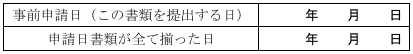 事前申請日（この書類を提出する日） 年 月 日
申請日書類が全て揃った日 年 月 日